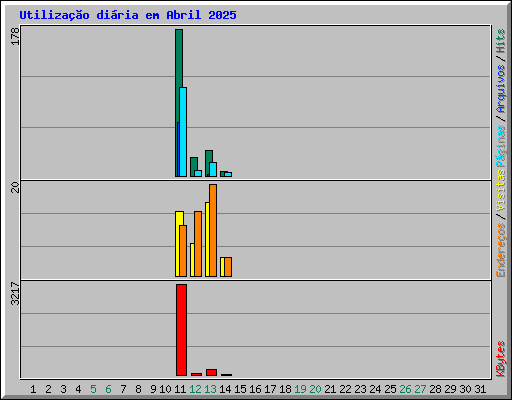 Utilização diária em Abril 2025
178
20
3217
Páginas / Arquivos / Hits
Endereços / Visitas
KBytes
1 2 3 4 5 6 7 8 9 10 11 12 13 14 15 16 17 18 19 20 21 22 23 24 25 26 27 28 29 30 31